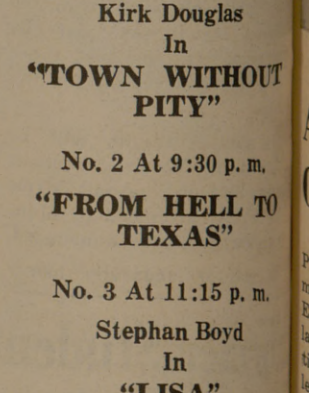 Kirk Douglas
In
"TOWN WITHOUT
PITY"
No. 2 At 9:30 p. m.
"FROM HELL TO
TEXAS"
No. 3 At 11:15 p. m.
Stephan Boyd
In
"LISA"